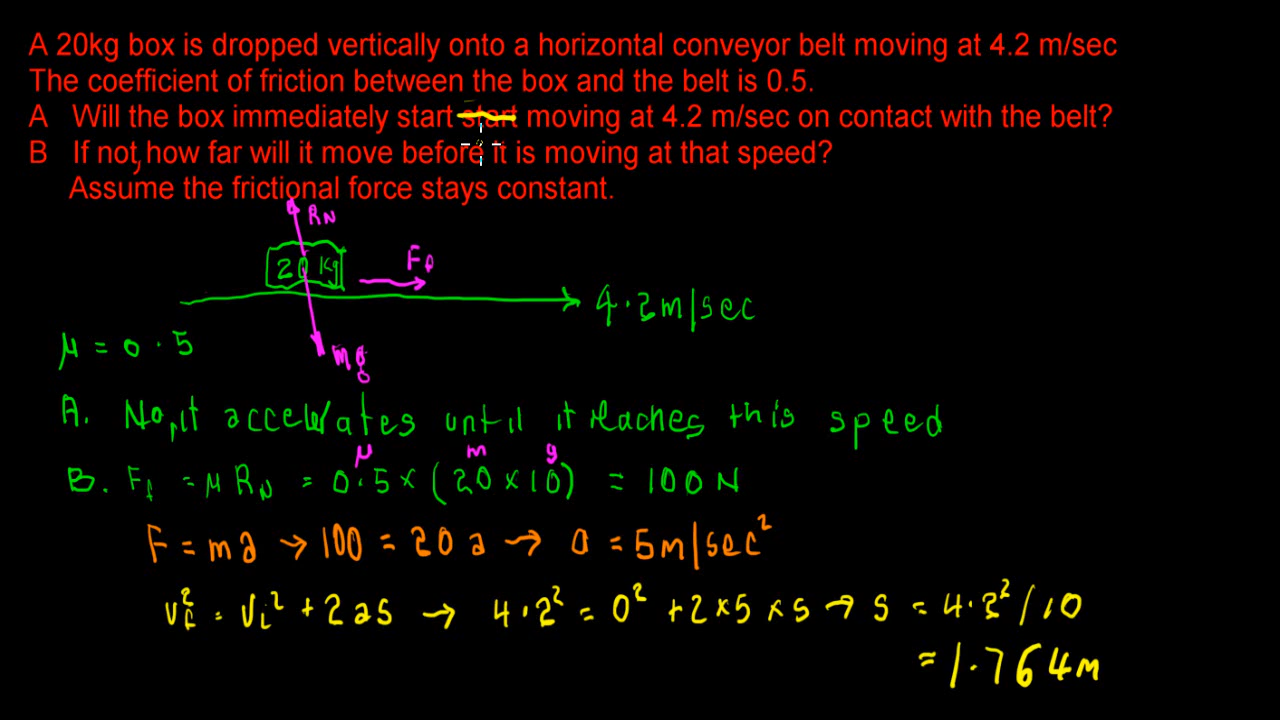 A 20kg box is dropped vertically onto a horizontal conveyor belt moving at 4.2 m/sec
The coefficient of friction between the box and the belt is 0.5.
A Will the box immediately start start moving at 4.2 m/sec on contact with the belt?
B If not, how far will it move before it is moving at that speed?
Assume the frictional force stays constant.
RN
20 Kg
Ff
4.2m/sec
mg
μ = 0.5
A. No, it accelerates until it reaches this speed
μ m g
B. Ff = μ RN = 0.5 × (20 × 10) = 100 N
F = ma → 100 = 20 a → a = 5m/sec²
vf² = vi² + 2as → 4.2² = 0² + 2×5×s → s = 4.2²/10
= 1.764m